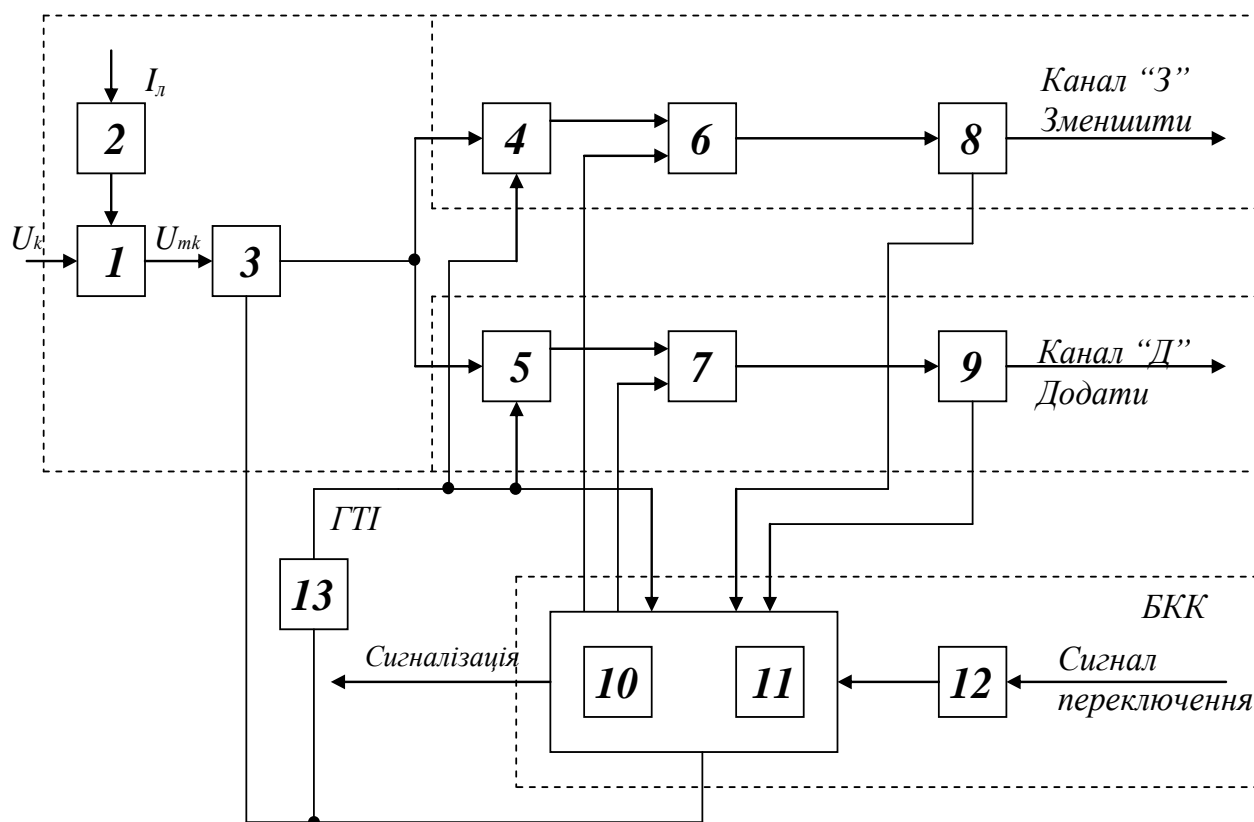 Iл
2
Канал “З”
Зменшити
4
6
8
Uk
1
Umk
3
5
7
9
Канал “Д”
Додати
ГТІ
13
БКК
Сигналізація
10
11
12
Сигнал
переключення